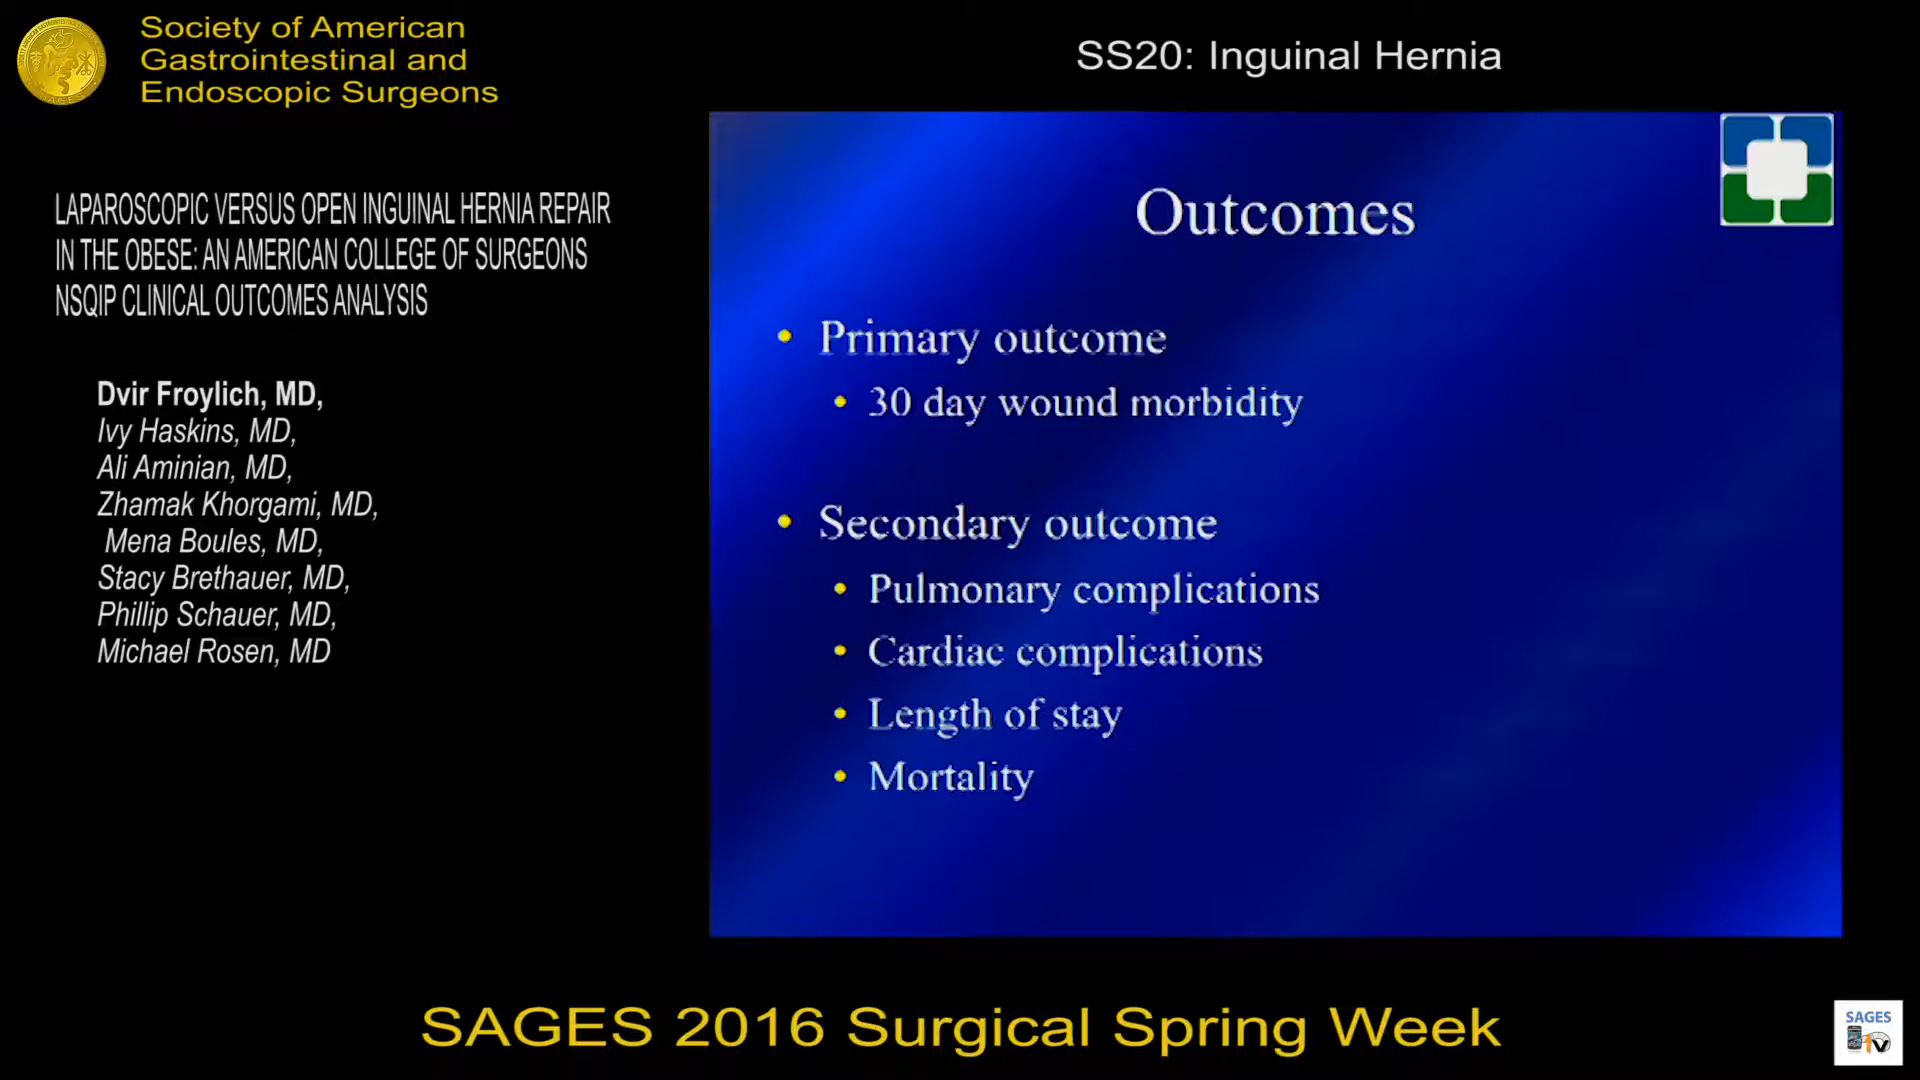 Society of American
Gastrointestinal and
Endoscopic Surgeons
SS20: Inguinal Hernia
LAPAROSCOPIC VERSUS OPEN INGUINAL HERNIA REPAIR
IN THE OBESE: AN AMERICAN COLLEGE OF SURGEONS
NSQIP CLINICAL OUTCOMES ANALYSIS
Dvir Froylich, MD,
Ivy Haskins, MD,
Ali Aminian, MD,
Zhamak Khorgami, MD,
Mena Boules, MD,
Stacy Brethauer, MD,
Phillip Schauer, MD,
Michael Rosen, MD
Outcomes
• Primary outcome
• 30 day wound morbidity
• Secondary outcome
• Pulmonary complications
• Cardiac complications
• Length of stay
• Mortality
SAGES 2016 Surgical Spring Week
SAGES
TV